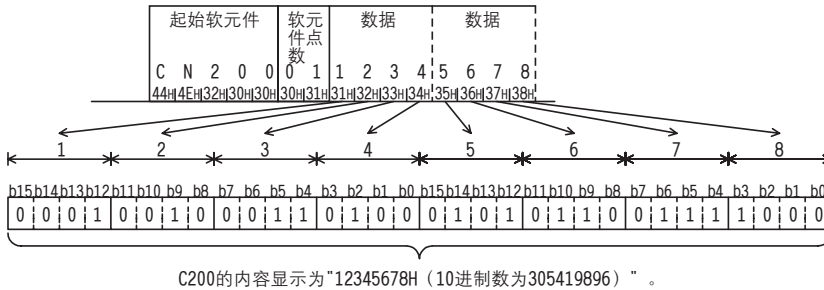 起始软元件 软元件点数 数据 数据
C N 2 0 0 0 1 1 2 3 4 5 6 7 8
44H 4EH 32H 30H 30H 30H 31H 31H 32H 33H 34H 35H 36H 37H 38H
1 2 3 4 5 6 7 8
b15 b14 b13 b12 b11 b10 b9 b8 b7 b6 b5 b4 b3 b2 b1 b0 b15 b14 b13 b12 b11 b10 b9 b8 b7 b6 b5 b4 b3 b2 b1 b0
0 0 0 1 0 0 1 0 0 0 1 1 0 1 0 0 0 1 0 1 0 1 1 0 0 1 1 1 1 0 0 0
C200的内容显示为"12345678H（10进制数为305419896）"。